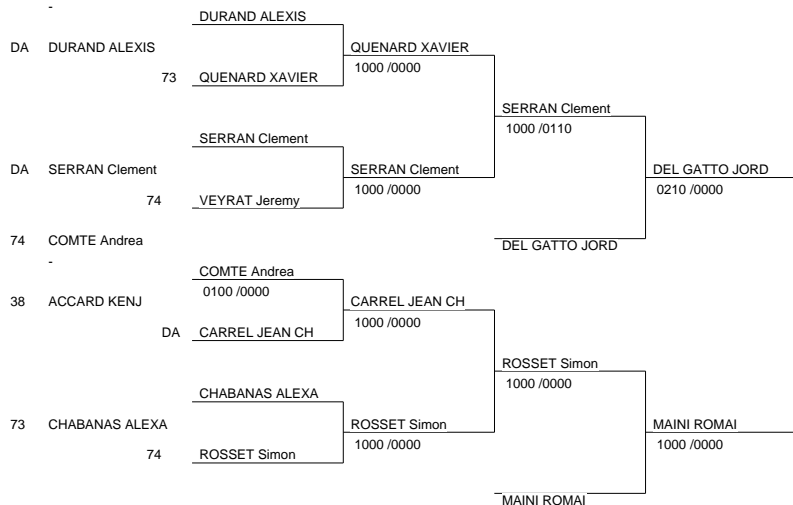 -
DURAND ALEXIS
DA DURAND ALEXIS QUENARD XAVIER
1000 /0000
73 QUENARD XAVIER
SERRAN Clement
1000 /0110
SERRAN Clement
DA SERRAN Clement SERRAN Clement DEL GATTO JORD
1000 /0000 0210 /0000
74 VEYRAT Jeremy
74 COMTE Andrea DEL GATTO JORD
-
COMTE Andrea
0100 /0000
38 ACCARD KENJ CARREL JEAN CH
1000 /0000
DA CARREL JEAN CH
ROSSET Simon
1000 /0000
CHABANAS ALEXA
73 CHABANAS ALEXA ROSSET Simon MAINI ROMAI
1000 /0000 1000 /0000
74 ROSSET Simon
MAINI ROMAI